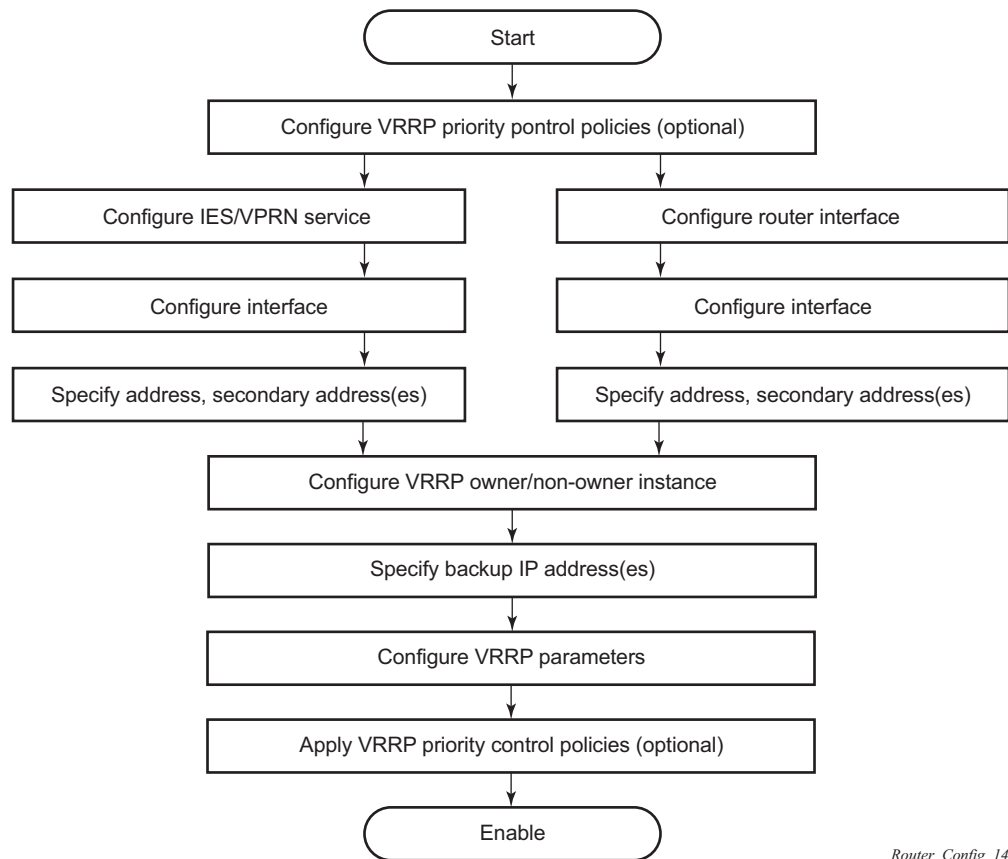 Start
Configure VRRP priority pontrol policies (optional)
Configure IES/VPRN service
Configure router interface
Configure interface
Configure interface
Specify address, secondary address(es)
Specify address, secondary address(es)
Configure VRRP owner/non-owner instance
Specify backup IP address(es)
Configure VRRP parameters
Apply VRRP priority control policies (optional)
Enable
Router_Config_14